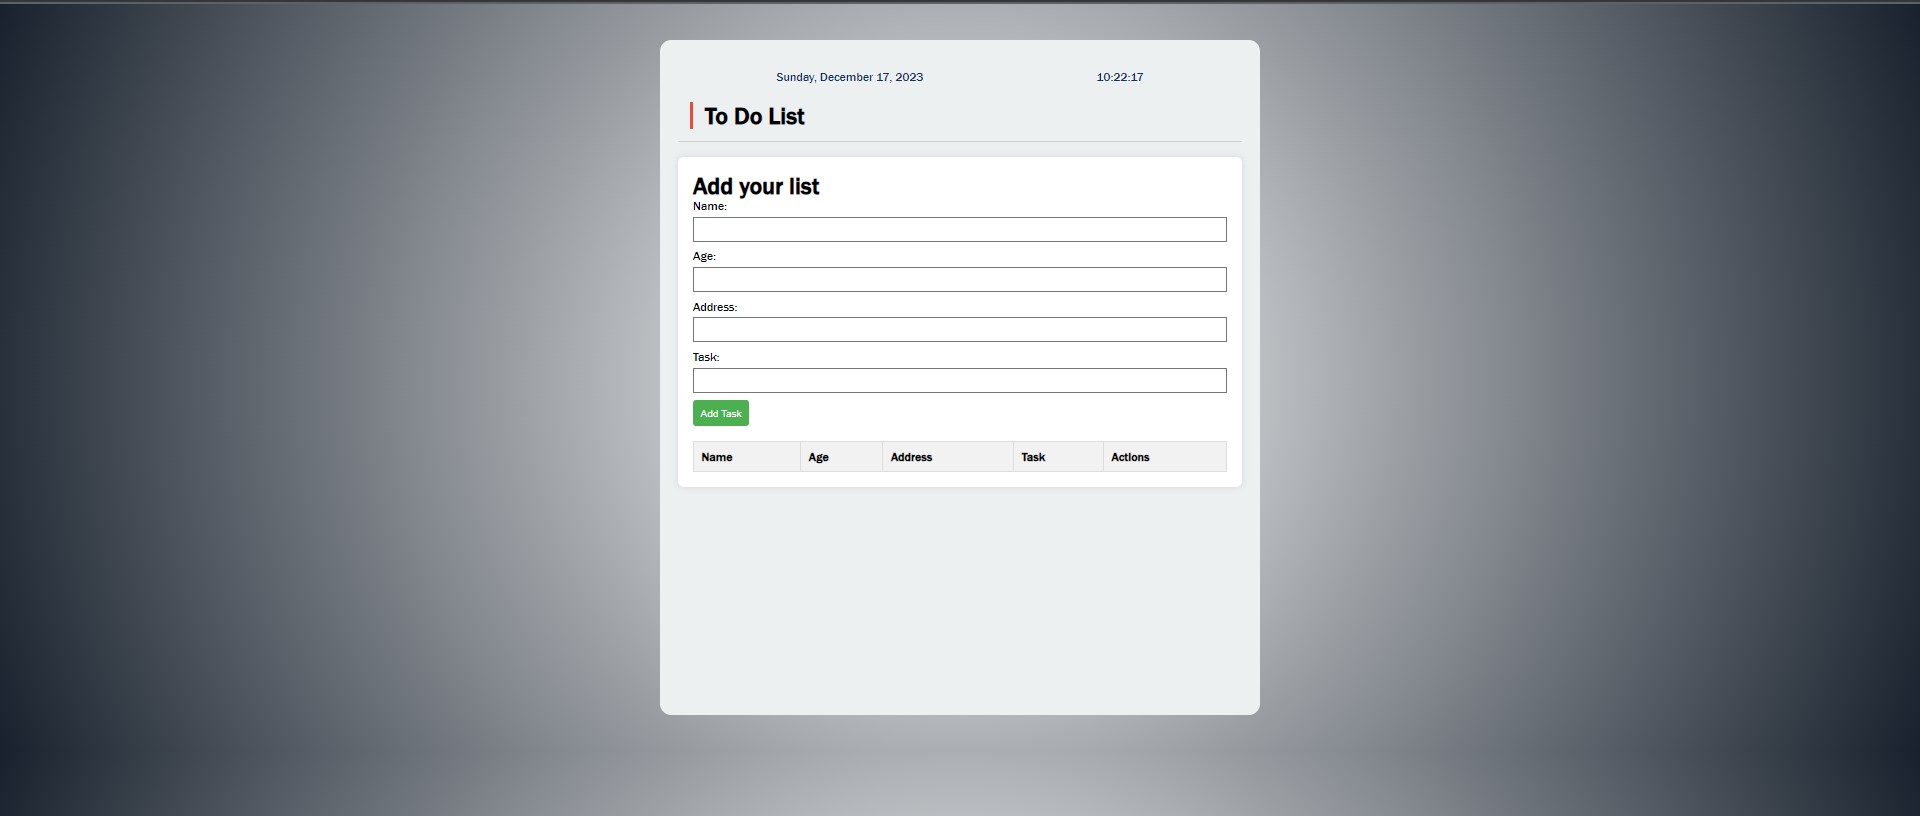 Sunday, December 17, 2023 10:22:17
To Do List
Add your list
Name:
Age:
Address:
Task:
Add Task
Name Age Address Task Actions